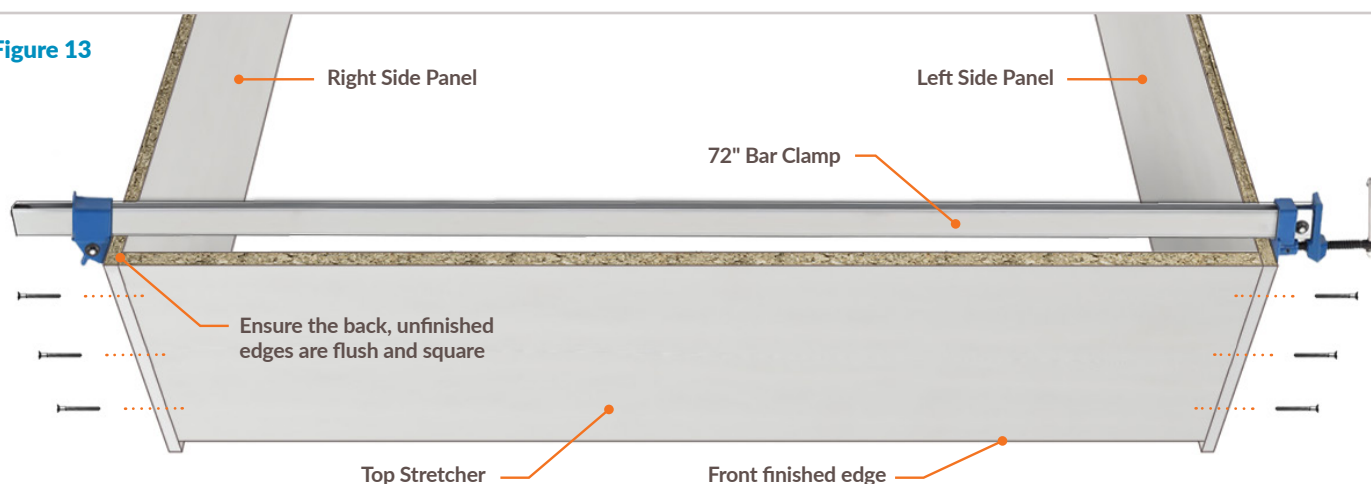 Figure 13
Right Side Panel
Left Side Panel
72" Bar Clamp
Ensure the back, unfinished
edges are flush and square
Top Stretcher
Front finished edge